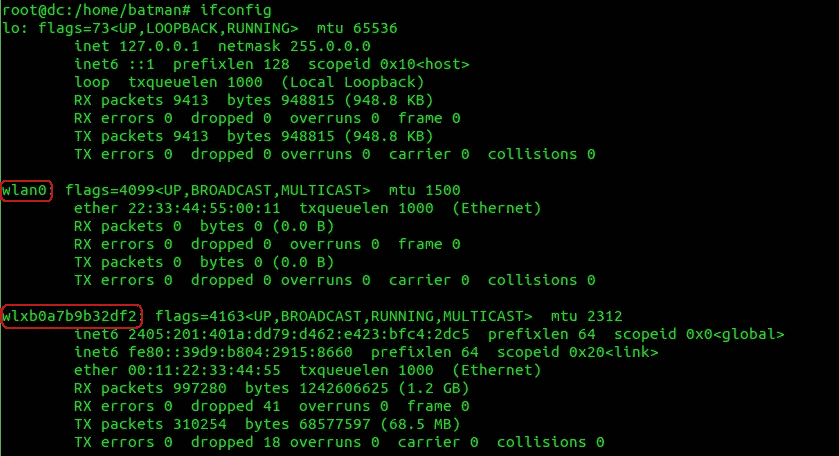 root@dc:/home/batman# ifconfig
lo: flags=73<UP,LOOPBACK,RUNNING>  mtu 65536
        inet 127.0.0.1  netmask 255.0.0.0
        inet6 ::1  prefixlen 128  scopeid 0x10<host>
        loop  txqueuelen 1000  (Local Loopback)
        RX packets 9413  bytes 948815 (948.8 KB)
        RX errors 0  dropped 0  overruns 0  frame 0
        TX packets 9413  bytes 948815 (948.8 KB)
        TX errors 0  dropped 0 overruns 0  carrier 0  collisions 0

wlan0: flags=4099<UP,BROADCAST,MULTICAST>  mtu 1500
        ether 22:33:44:55:00:11  txqueuelen 1000  (Ethernet)
        RX packets 0  bytes 0 (0.0 B)
        RX errors 0  dropped 0  overruns 0  frame 0
        TX packets 0  bytes 0 (0.0 B)
        TX errors 0  dropped 0 overruns 0  carrier 0  collisions 0

wlxb0a7b9b32df2: flags=4163<UP,BROADCAST,RUNNING,MULTICAST>  mtu 2312
        inet6 2405:201:401a:dd79:d462:e423:bfc4:2dc5  prefixlen 64  scopeid 0x0<global>
        inet6 fe80::39d9:b804:2915:8660  prefixlen 64  scopeid 0x20<link>
        ether 00:11:22:33:44:55  txqueuelen 1000  (Ethernet)
        RX packets 997280  bytes 1242606625 (1.2 GB)
        RX errors 0  dropped 41  overruns 0  frame 0
        TX packets 310254  bytes 68577597 (68.5 MB)
        TX errors 0  dropped 18 overruns 0  carrier 0  collisions 0